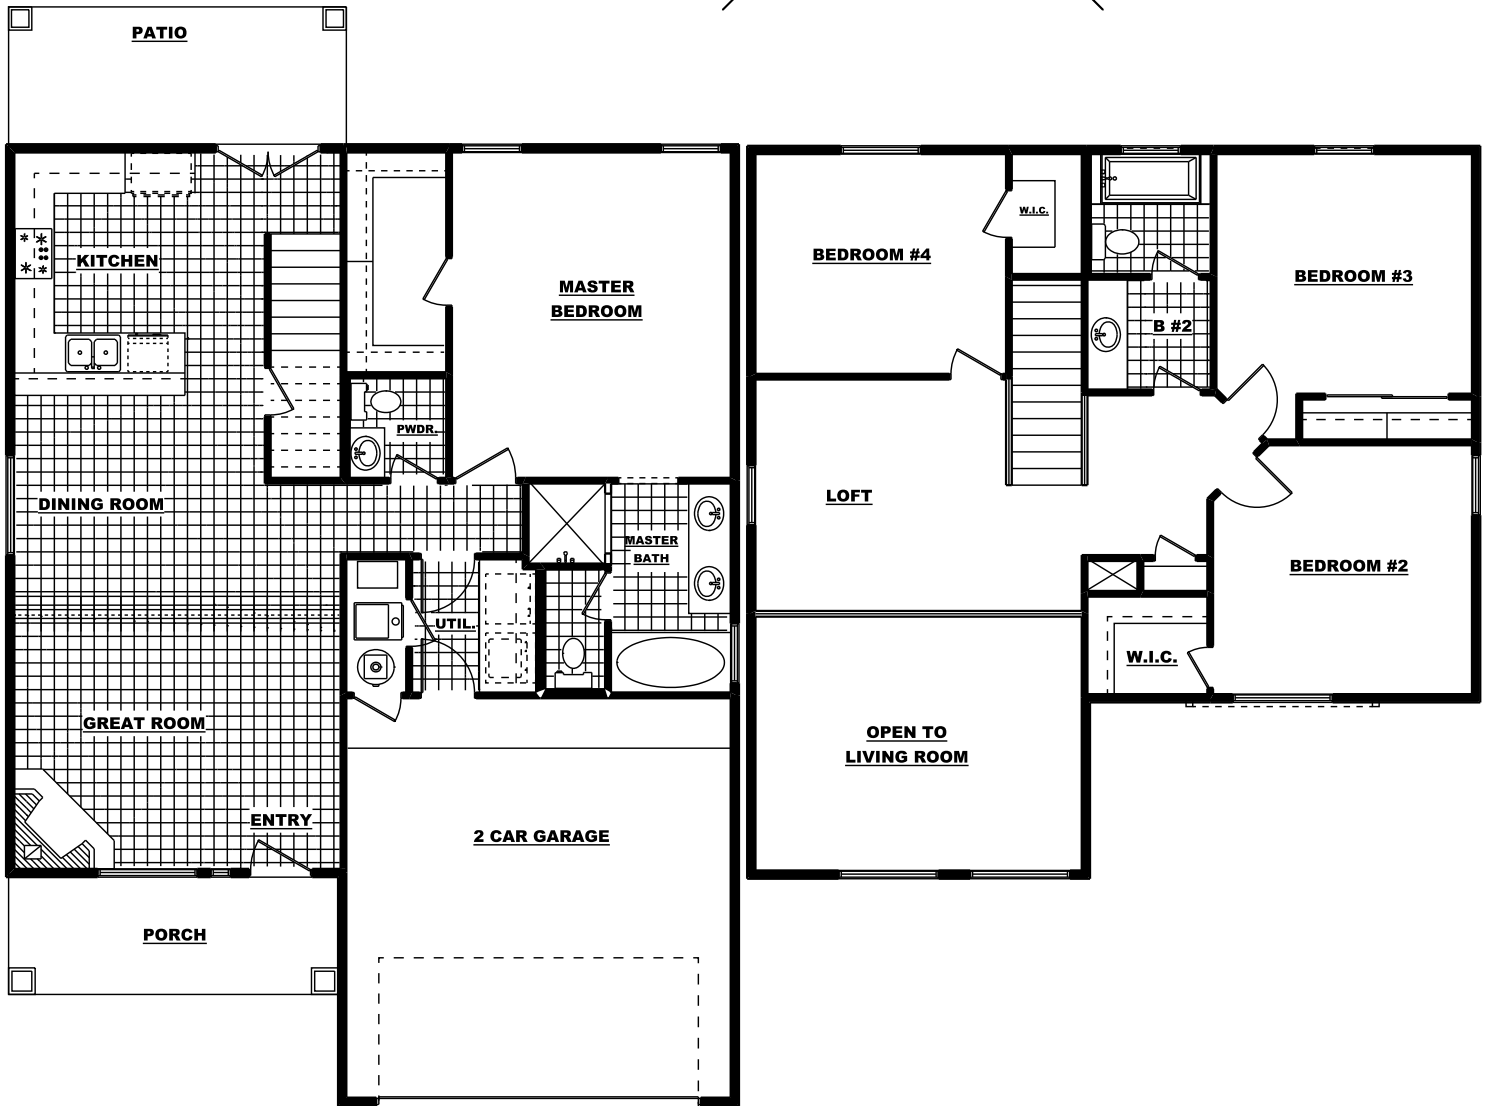 PATIO
KITCHEN
MASTER
BEDROOM
PWDR.
DINING ROOM
MASTER
BATH
UTIL.
GREAT ROOM
ENTRY
2 CAR GARAGE
PORCH
BEDROOM #4
W.I.C.
BEDROOM #3
B #2
LOFT
BEDROOM #2
W.I.C.
OPEN TO
LIVING ROOM